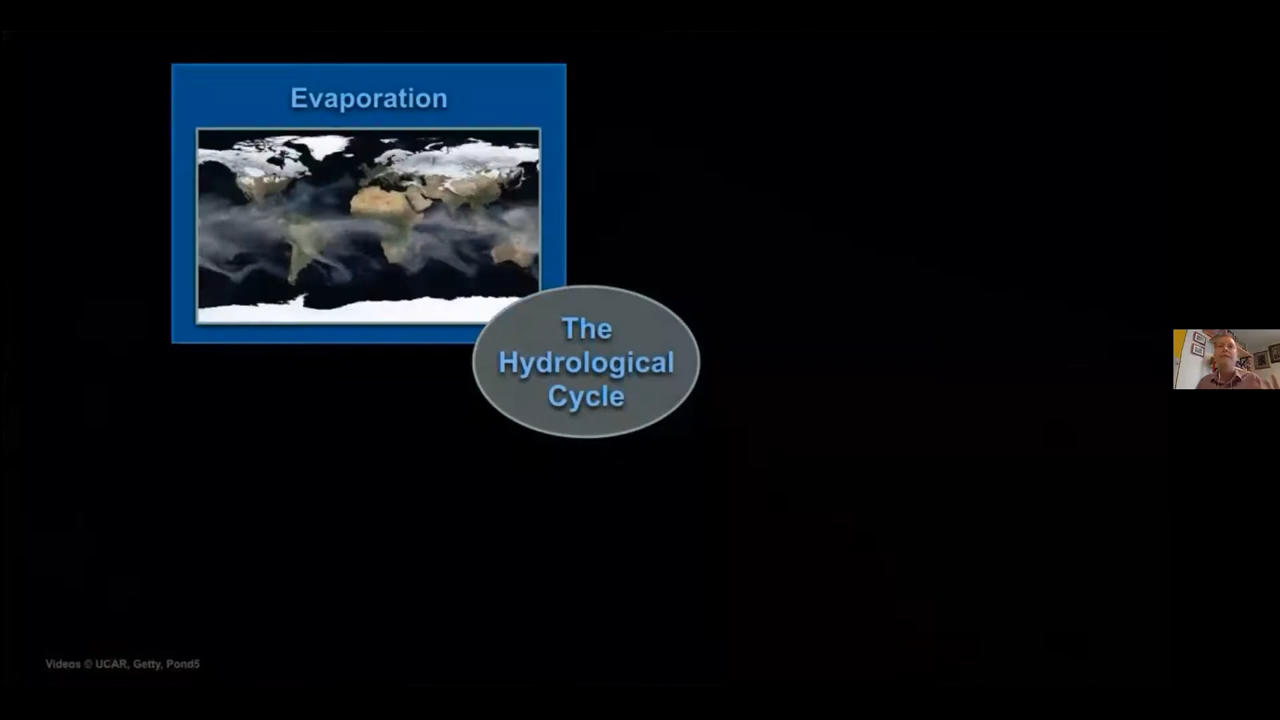 Evaporation
The
Hydrological
Cycle
Videos © UCAR, Getty, Pond5